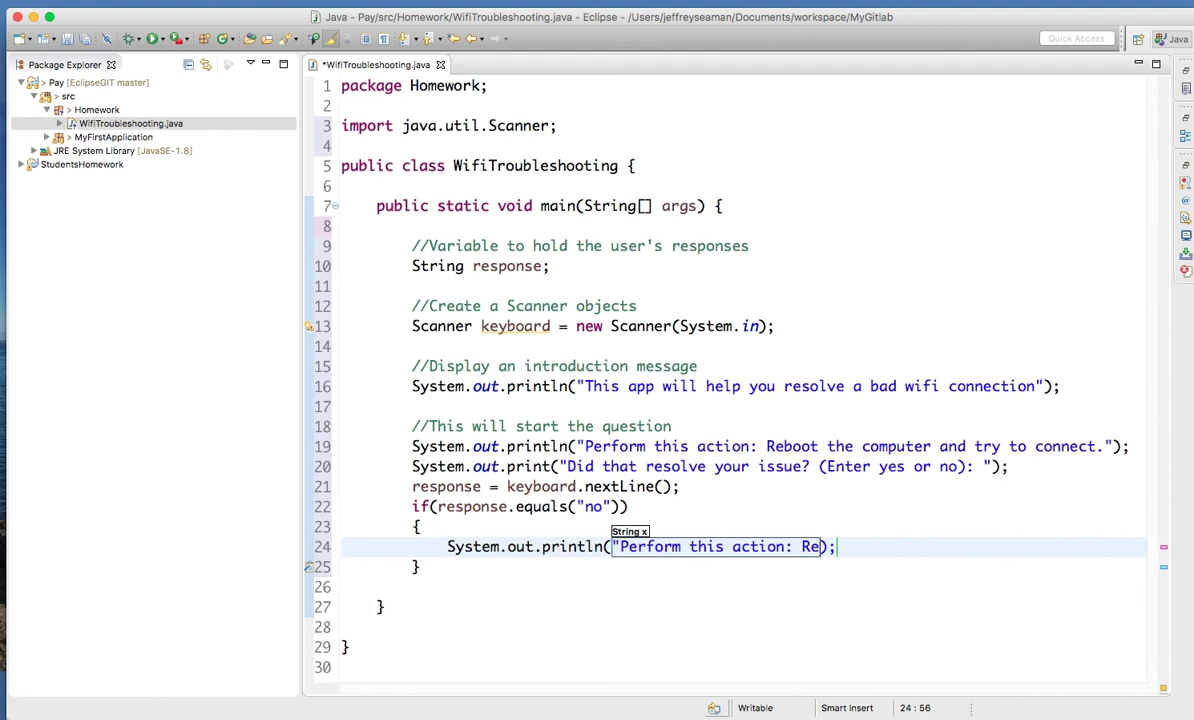 Java - Pay/src/Homework/WifiTroubleshooting.java - Eclipse - /Users/jeffreyseaman/Documents/workspace/MyGitlab
Quick Access
Java
Package Explorer
*WifiTroubleshooting.java
> Pay [EclipseGIT master]
> src
> Homework
WifiTroubleshooting.java
> MyFirstApplication
JRE System Library [JavaSE-1.8]
StudentsHomework
1 package Homework;
2
3 import java.util.Scanner;
4
5 public class WifiTroubleshooting {
6
7 public static void main(String[] args) {
8
9 //Variable to hold the user's responses
10 String response;
11
12 //Create a Scanner objects
13 Scanner keyboard = new Scanner(System.in);
14
15 //Display an introduction message
16 System.out.println("This app will help you resolve a bad wifi connection");
17
18 //This will start the question
19 System.out.println("Perform this action: Reboot the computer and try to connect.");
20 System.out.print("Did that resolve your issue? (Enter yes or no): ");
21 response = keyboard.nextLine();
22 if(response.equals("no"))
23 {
String x
24 System.out.println("Perform this action: Re);
25 }
26
27 }
28
29 }
30
Writable
Smart Insert
24 : 56